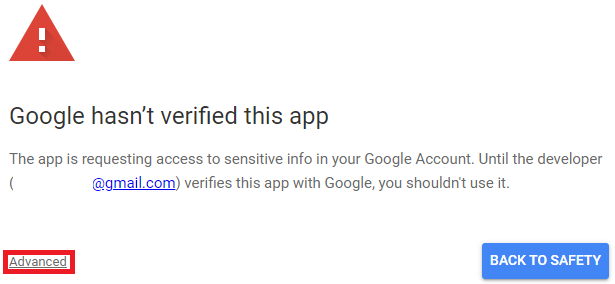 Google hasn’t verified this app
The app is requesting access to sensitive info in your Google Account. Until the developer
( @gmail.com) verifies this app with Google, you shouldn't use it.
Advanced
BACK TO SAFETY